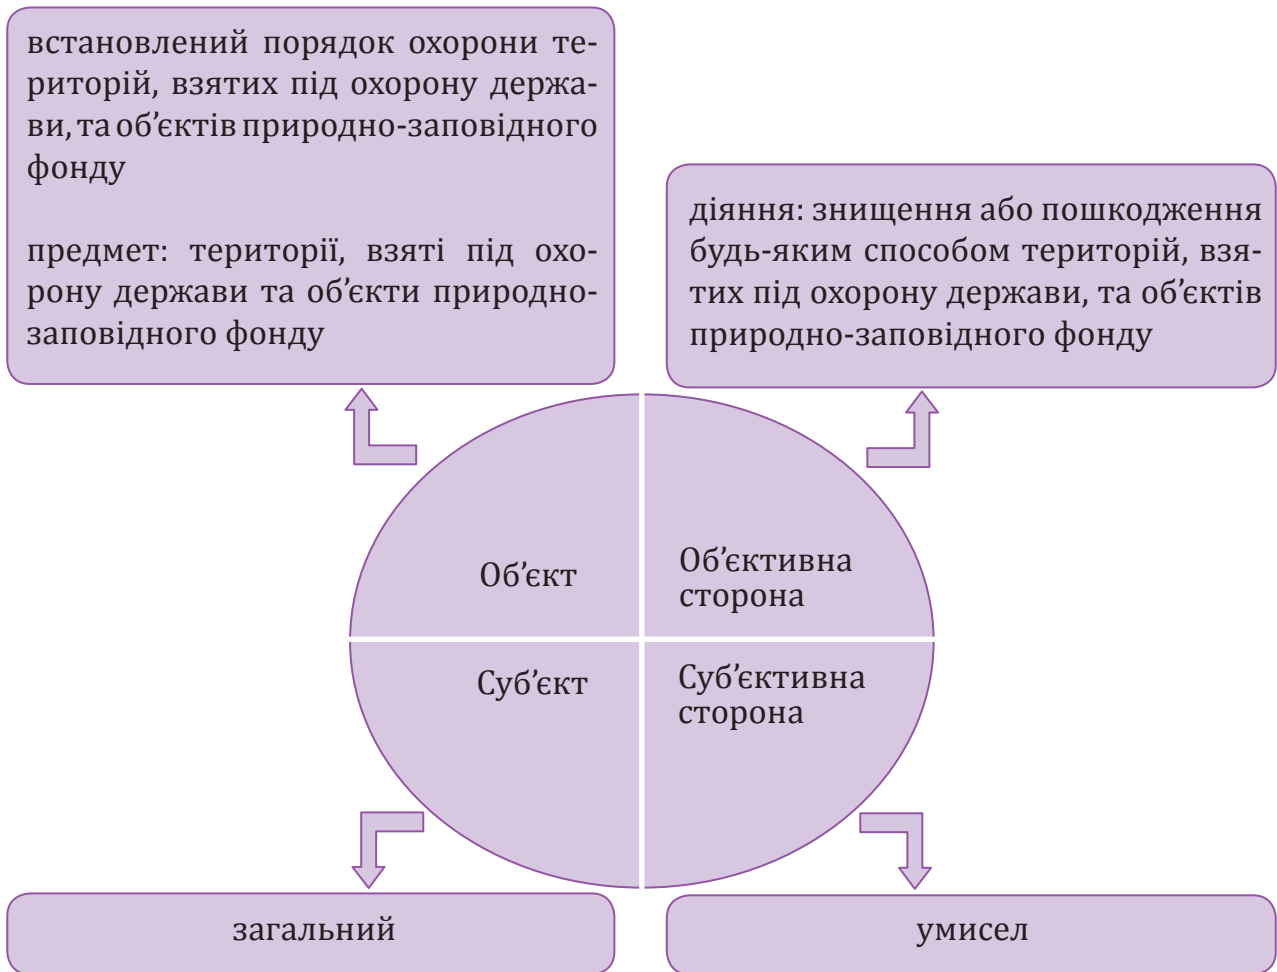 встановлений порядок охорони те-
риторій, взятих під охорону держа-
ви, та об’єктів природно-заповідного
фонду
предмет: території, взяті під охо-
рону держави та об’єкти природно-
заповідного фонду
діяння: знищення або пошкодження
будь-яким способом територій, взя-
тих під охорону держави, та об’єктів
природно-заповідного фонду
Об’єкт
Об’єктивна
сторона
Суб’єкт
Суб’єктивна
сторона
загальний
умисел